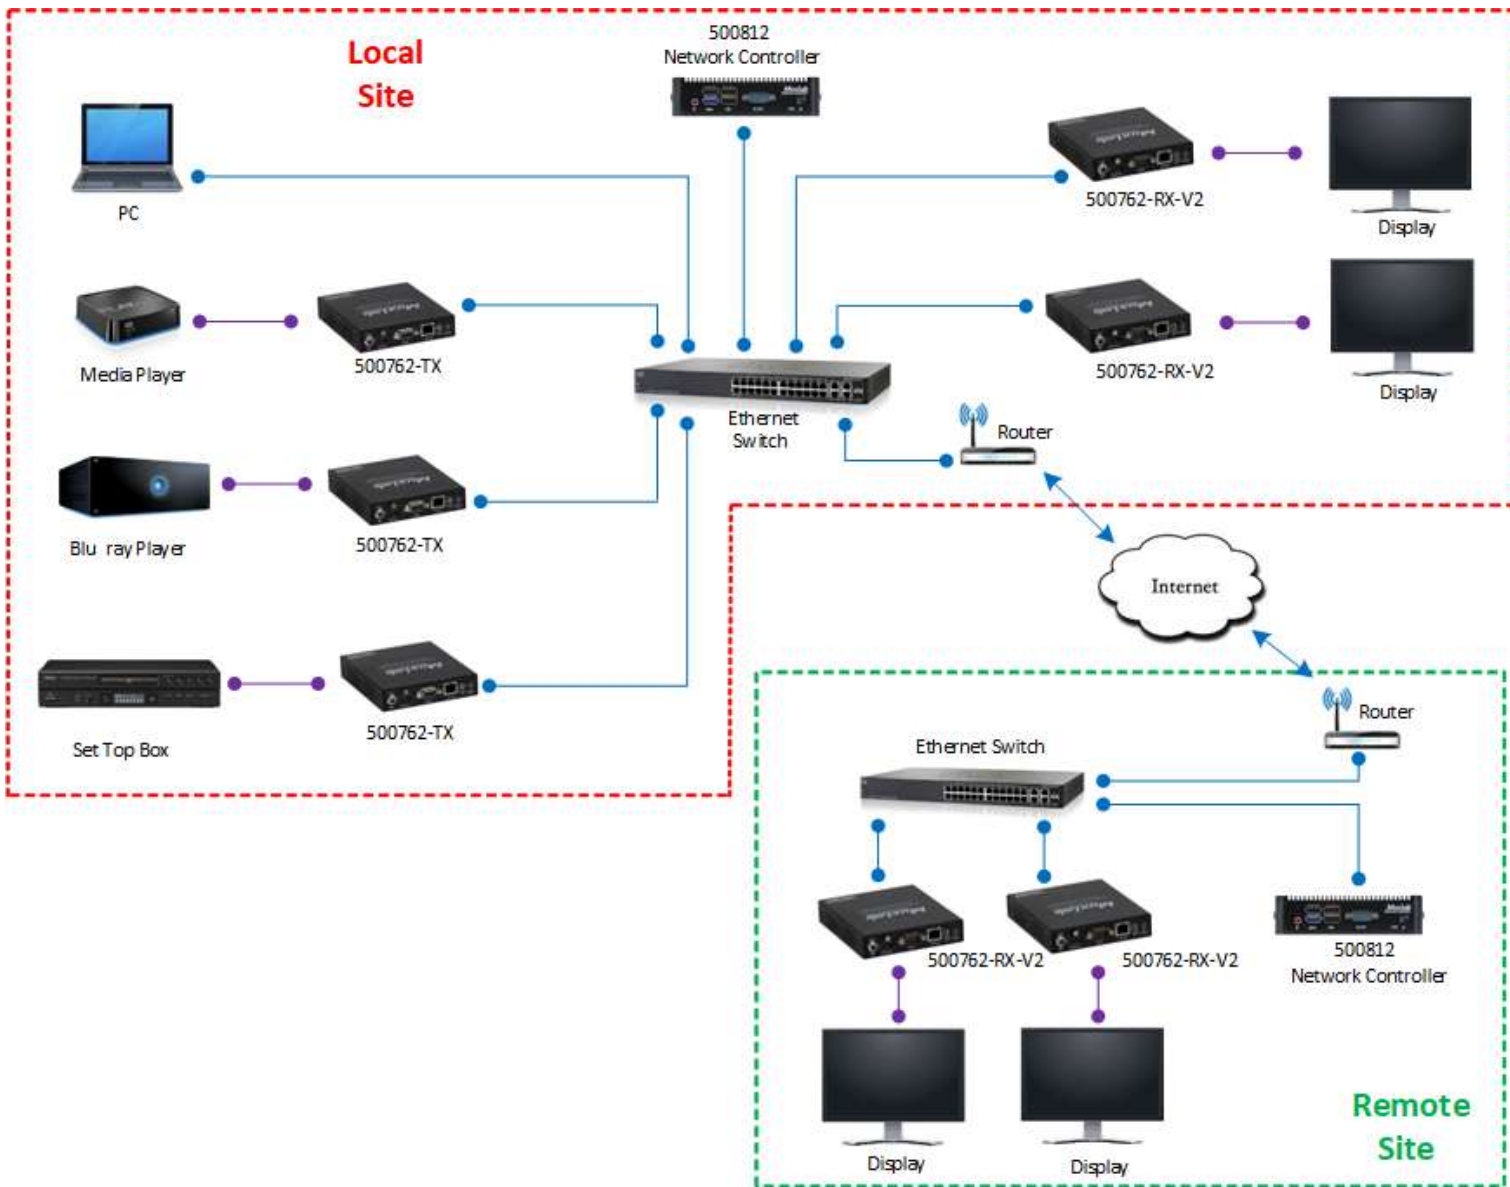 Local
Site
500812
Network Controller
PC
500762-RX-V2
Display
Media Player
500762-TX
500762-RX-V2
Display
Ethernet
Switch
Router
Blu ray Player
500762-TX
Internet
Set Top Box
500762-TX
Router
Ethernet Switch
500762-RX-V2
500762-RX-V2
500812
Network Controller
Display
Display
Remote
Site